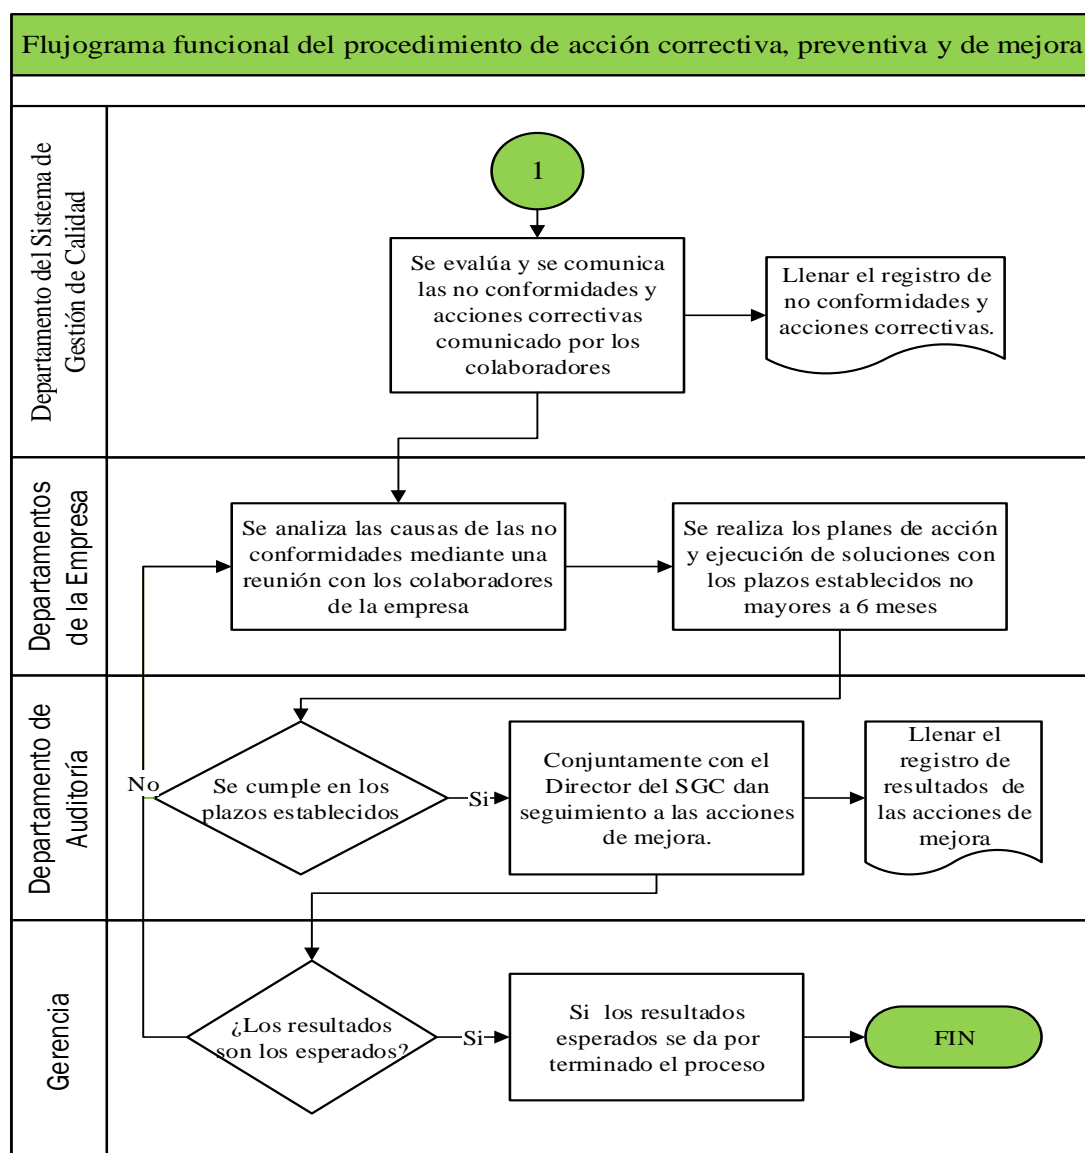 Flujograma funcional del procedimiento de acción correctiva, preventiva y de mejora
Departamento del Sistema de
Gestión de Calidad
1
Se evalúa y se comunica
las no conformidades y
acciones correctivas
comunicado por los
colaboradores
Llenar el registro de
no conformidades y
acciones correctivas.
Departamentos
de la Empresa
Se analiza las causas de las no
conformidades mediante una
reunión con los colaboradores
de la empresa
Se realiza los planes de acción
y ejecución de soluciones con
los plazos establecidos no
mayores a 6 meses
Departamento de
Auditoría
No
Se cumple en los
plazos establecidos
Si
Conjuntamente con el
Director del SGC dan
seguimiento a las acciones
de mejora.
Llenar el
registro de
resultados de
las acciones de
mejora
Gerencia
¿Los resultados
son los esperados?
Si
Si los resultados
esperados se da por
terminado el proceso
FIN